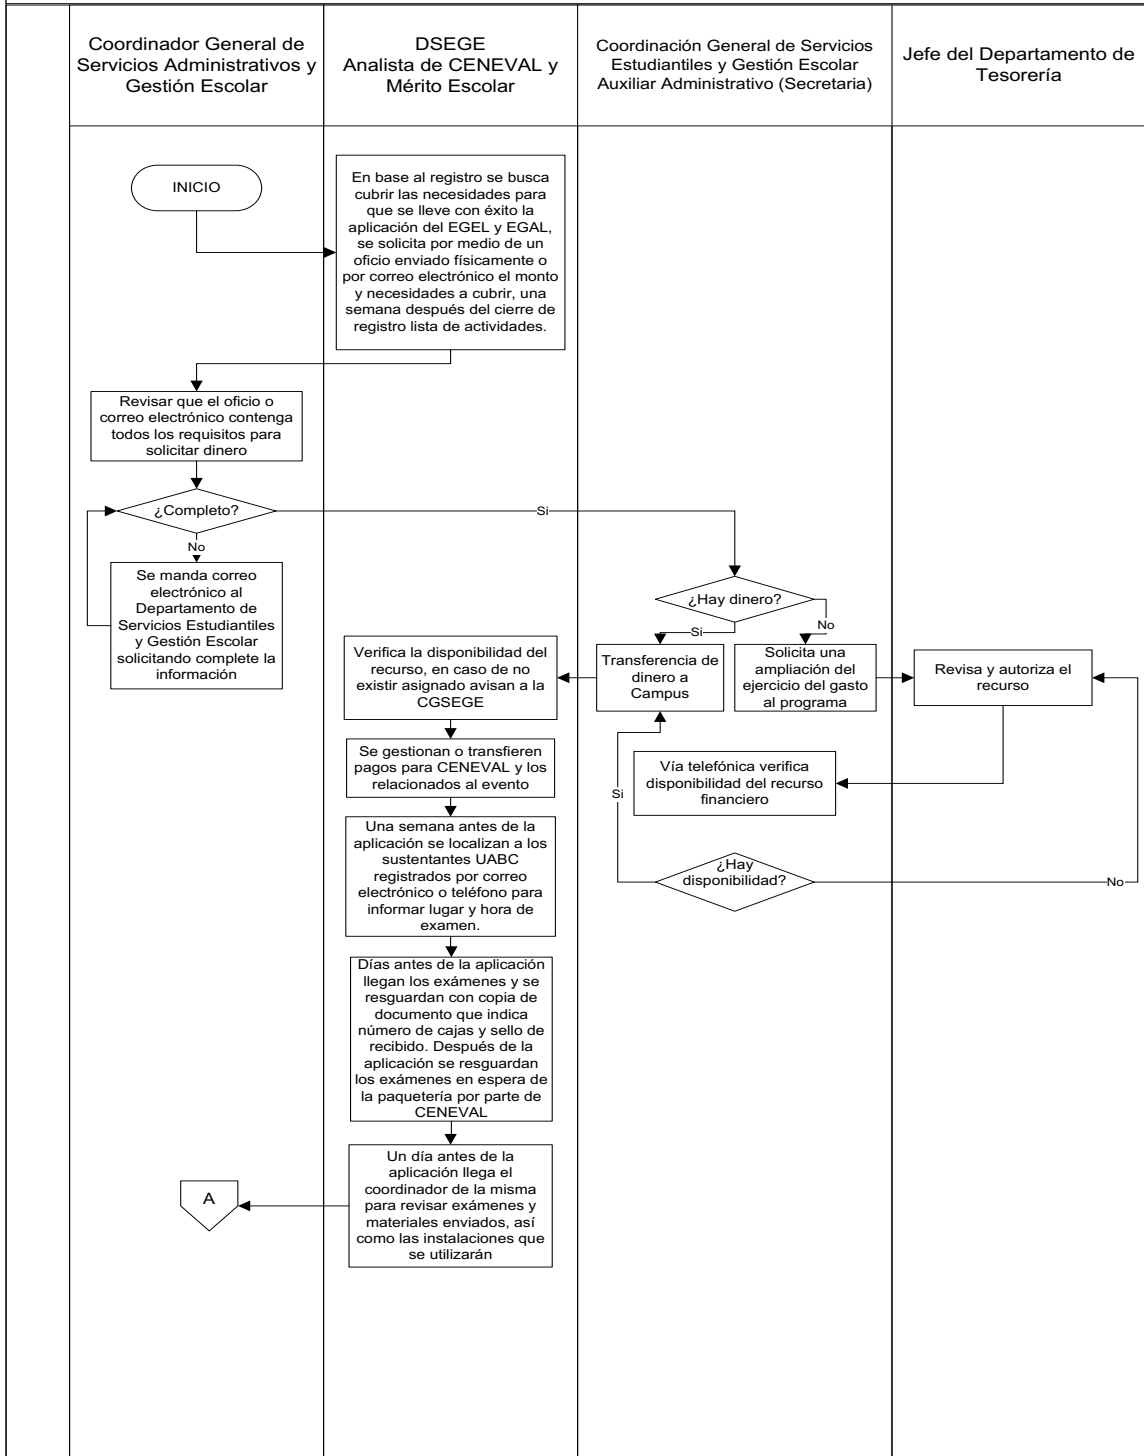 Coordinador General de
Servicios Administrativos y
Gestión Escolar
DSEGE
Analista de CENEVAL y
Mérito Escolar
Coordinación General de Servicios
Estudiantiles y Gestión Escolar
Auxiliar Administrativo (Secretaria)
Jefe del Departamento de
Tesorería
INICIO
En base al registro se busca
cubrir las necesidades para
que se lleve con éxito la
aplicación del EGEL y EGAL,
se solicita por medio de un
oficio enviado físicamente o
por correo electrónico el monto
y necesidades a cubrir, una
semana después del cierre de
registro lista de actividades.
Revisar que el oficio o
correo electrónico contenga
todos los requisitos para
solicitar dinero
¿Completo?
Si
No
Se manda correo
electrónico al
Departamento de
Servicios Estudiantiles
y Gestión Escolar
solicitando complete la
información
¿Hay dinero?
Si
No
Verifica la disponibilidad del
recurso, en caso de no
existir asignado avisan a la
CGSEGE
Transferencia de
dinero a
Campus
Solicita una
ampliación del
ejercicio del gasto
al programa
Revisa y autoriza el
recurso
Se gestionan o transfieren
pagos para CENEVAL y los
relacionados al evento
Vía telefónica verifica
disponibilidad del recurso
financiero
Si
Una semana antes de la
aplicación se localizan a los
sustentantes UABC
registrados por correo
electrónico o teléfono para
informar lugar y hora de
examen.
¿Hay
disponibilidad?
No
Días antes de la aplicación
llegan los exámenes y se
resguardan con copia de
documento que indica
número de cajas y sello de
recibido. Después de la
aplicación se resguardan
los exámenes en espera de
la paquetería por parte de
CENEVAL
Un día antes de la
aplicación llega el
coordinador de la misma
para revisar exámenes y
materiales enviados, así
como las instalaciones que
se utilizarán
A